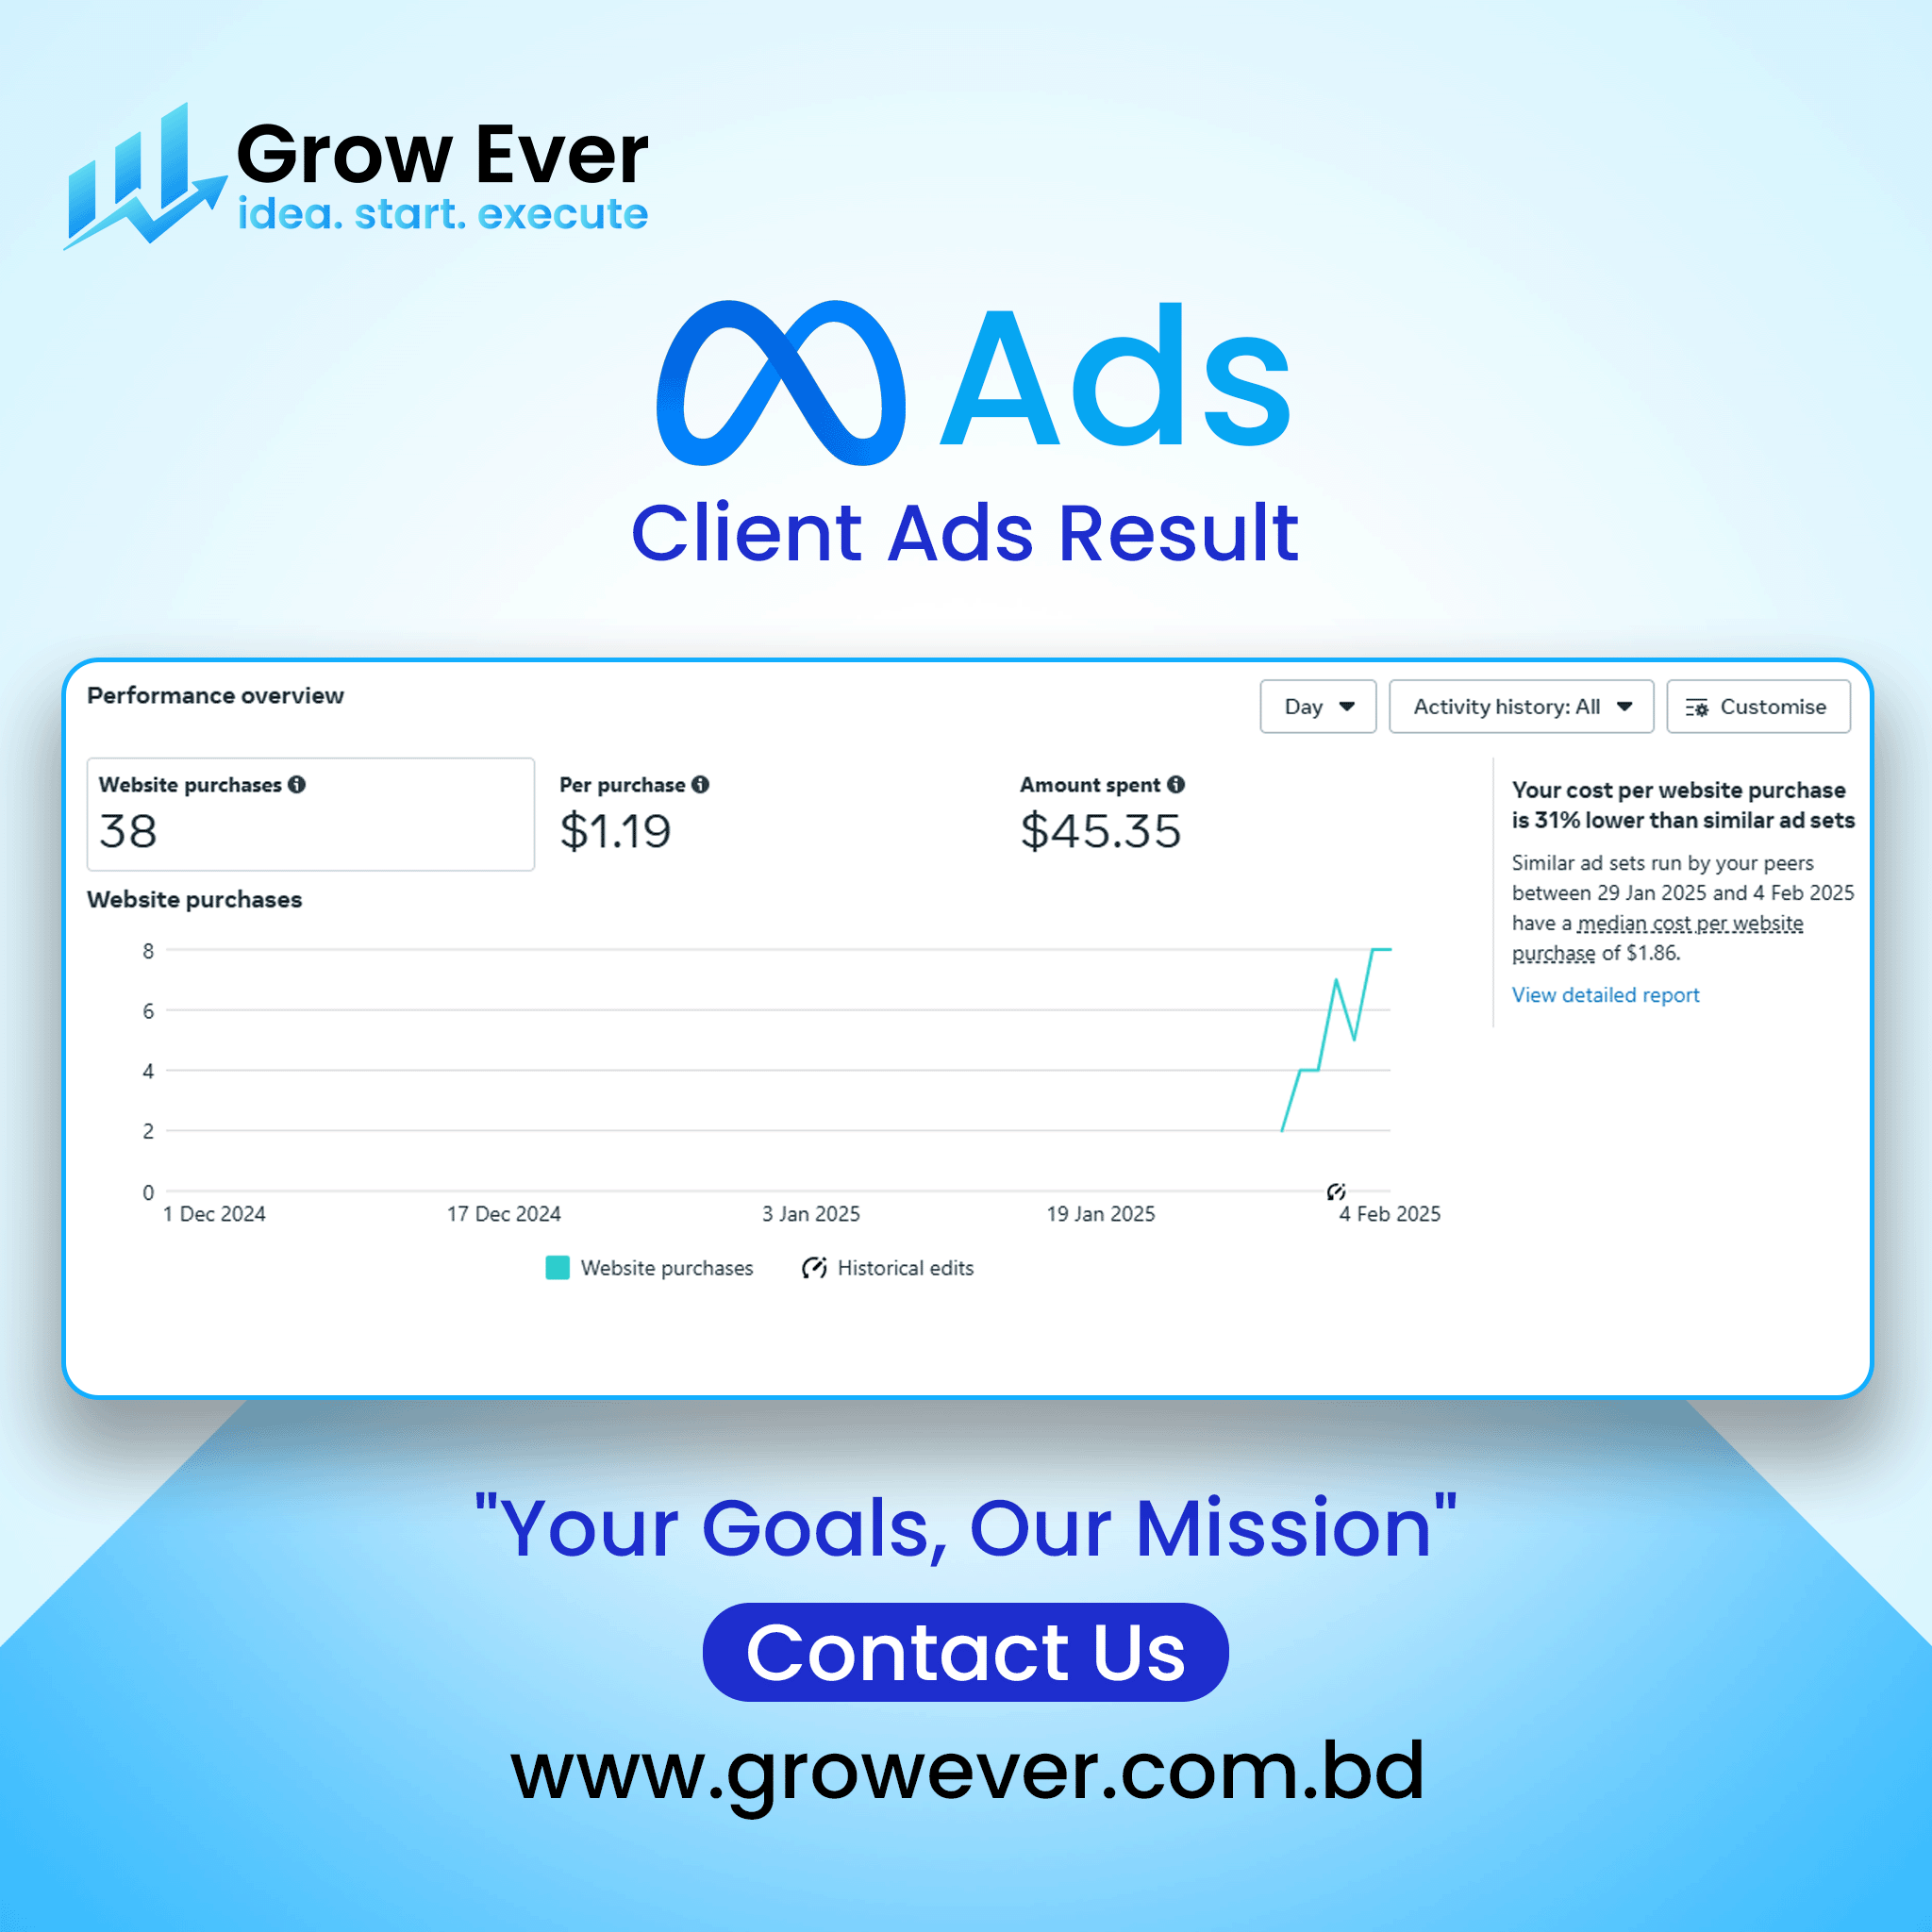 Grow Ever
idea. start. execute
Ads
Client Ads Result
Performance overview
Day
Activity history: All
Customise
Website purchases
38
Per purchase
$1.19
Amount spent
$45.35
Your cost per website purchase
is 31% lower than similar ad sets
Similar ad sets run by your peers
between 29 Jan 2025 and 4 Feb 2025
have a median cost per website
purchase of $1.86.
View detailed report
Website purchases
8
6
4
2
0
1 Dec 2024
17 Dec 2024
3 Jan 2025
19 Jan 2025
4 Feb 2025
Website purchases
Historical edits
"Your Goals, Our Mission"
Contact Us
www.growever.com.bd